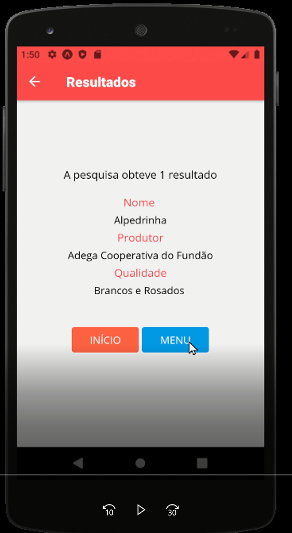 1:50
Resultados
A pesquisa obteve 1 resultado
Nome
Alpedrinha
Produtor
Adega Cooperativa do Fundão
Qualidade
Brancos e Rosados
INÍCIO MENU
10 30